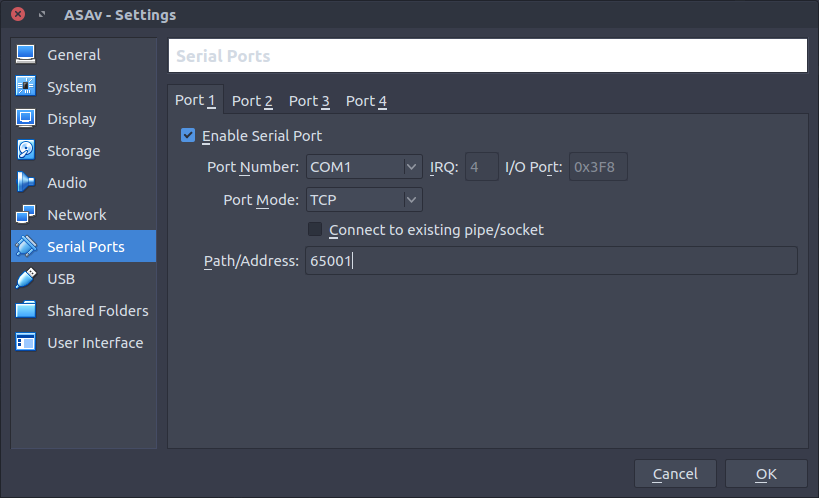 ASAv - Settings
General
System
Display
Storage
Audio
Network
Serial Ports
USB
Shared Folders
User Interface
Serial Ports
Port 1 Port 2 Port 3 Port 4
Enable Serial Port
Port Number: COM1 IRQ: 4 I/O Port: 0x3F8
Port Mode: TCP
Connect to existing pipe/socket
Path/Address: 65001
Cancel OK